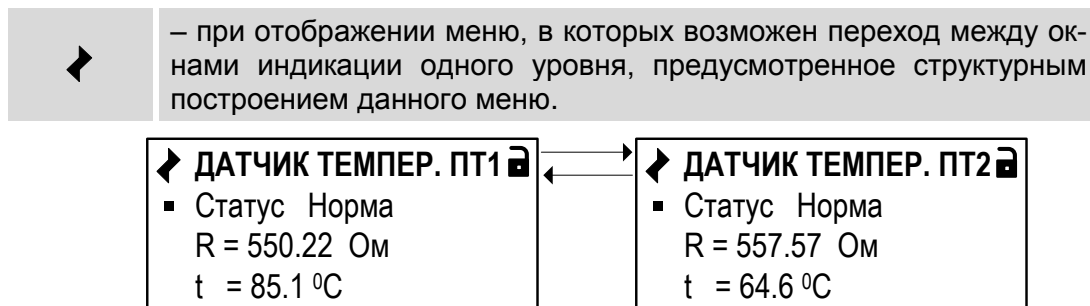 – при отображении меню, в которых возможен переход между ок-
нами индикации одного уровня, предусмотренное структурным
построением данного меню.
ДАТЧИК ТЕМПЕР. ПТ1
▪ Статус Норма
R = 550.22 Ом
t = 85.1 ⁰С
ДАТЧИК ТЕМПЕР. ПТ2
▪ Статус Норма
R = 557.57 Ом
t = 64.6 ⁰С